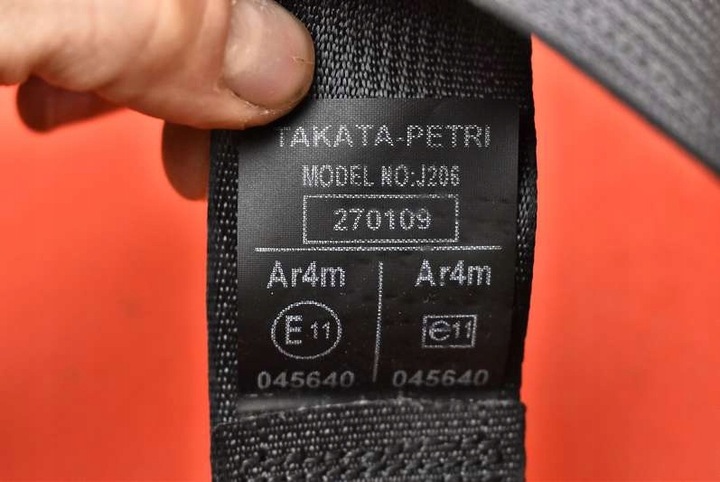 TAKATA-PETRI
MODEL NO:J206
270109
Ar4m Ar4m
E 11 e11
045640 045640